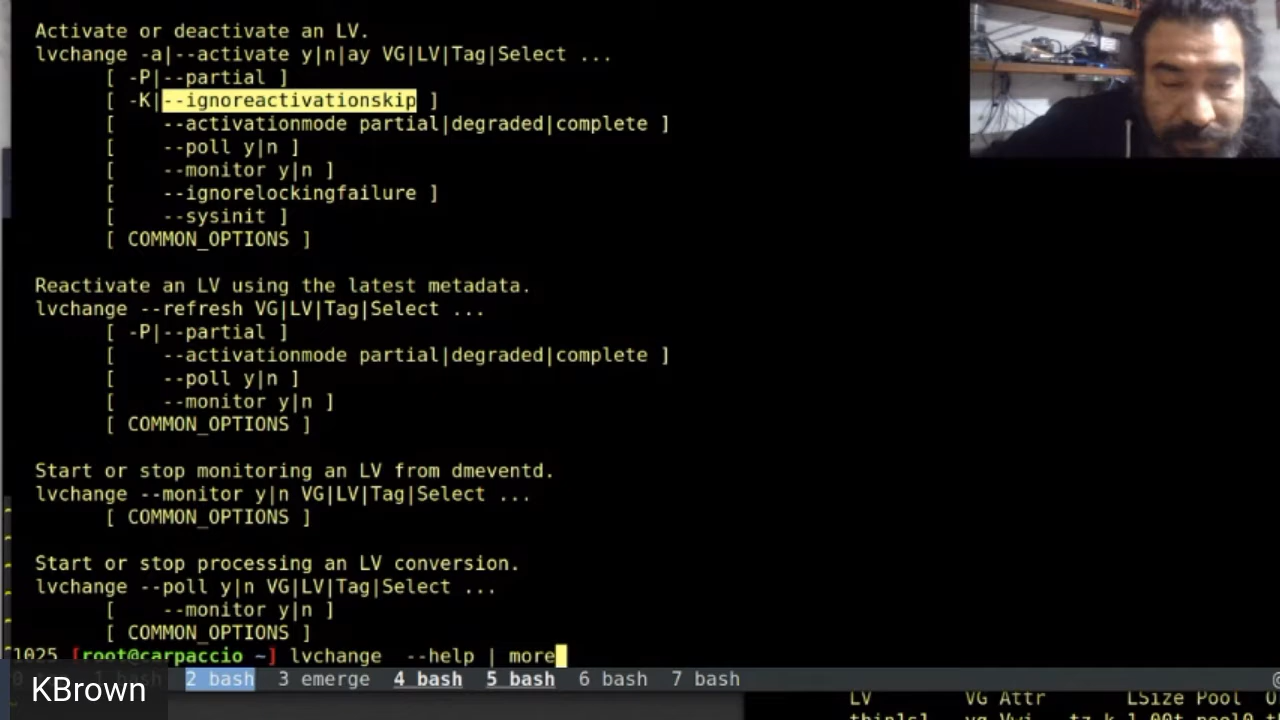 Activate or deactivate an LV.
lvchange -a|--activate y|n|ay VG|LV|Tag|Select ...
[ -P|--partial ]
[ -K|--ignoreactivationskip ]
[ --activationmode partial|degraded|complete ]
[ --poll y|n ]
[ --monitor y|n ]
[ --ignorelockingfailure ]
[ --sysinit ]
[ COMMON_OPTIONS ]
Reactivate an LV using the latest metadata.
lvchange --refresh VG|LV|Tag|Select ...
[ -P|--partial ]
[ --activationmode partial|degraded|complete ]
[ --poll y|n ]
[ --monitor y|n ]
[ COMMON_OPTIONS ]
Start or stop monitoring an LV from dmeventd.
lvchange --monitor y|n VG|LV|Tag|Select ...
[ COMMON_OPTIONS ]
Start or stop processing an LV conversion.
lvchange --poll y|n VG|LV|Tag|Select ...
[ --monitor y|n ]
[ COMMON_OPTIONS ]
1025 [root@carpaccio ~] lvchange --help | more
1 bash 2 bash 3 emerge 4 bash 5 bash 6 bash 7 bash
KBrown
LV VG Attr LSize Pool